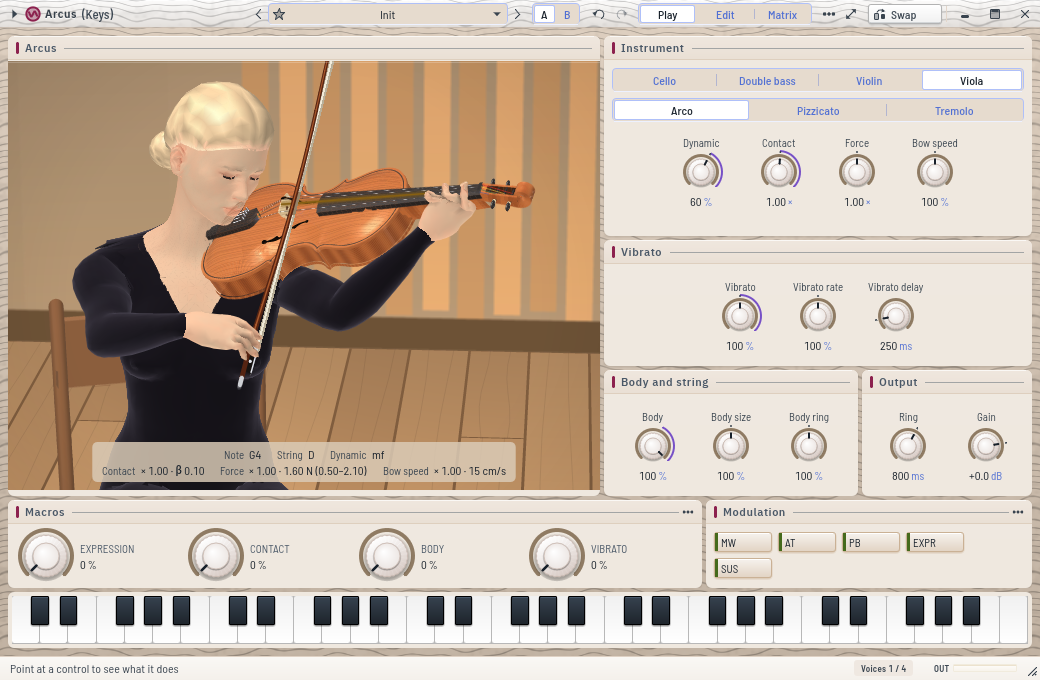 Arcus (Keys)
Init
A B
Play Edit Matrix
Swap
Arcus
Instrument
Cello Double bass Violin Viola
Arco Pizzicato Tremolo
Dynamic Contact Force Bow speed
60 % 1.00 × 1.00 × 100 %
Vibrato
Vibrato Vibrato rate Vibrato delay
100 % 100 % 250 ms
Body and string
Body Body size Body ring
100 % 100 % 100 %
Output
Ring Gain
800 ms +0.0 dB
Note G4 String D Dynamic mf
Contact × 1.00 · β 0.10 Force × 1.00 · 1.60 N (0.50–2.10) Bow speed × 1.00 · 15 cm/s
Macros
EXPRESSION
0 %
CONTACT
0 %
BODY
0 %
VIBRATO
0 %
Modulation
MW AT PB EXPR
SUS
Point at a control to see what it does
Voices 1 / 4
OUT